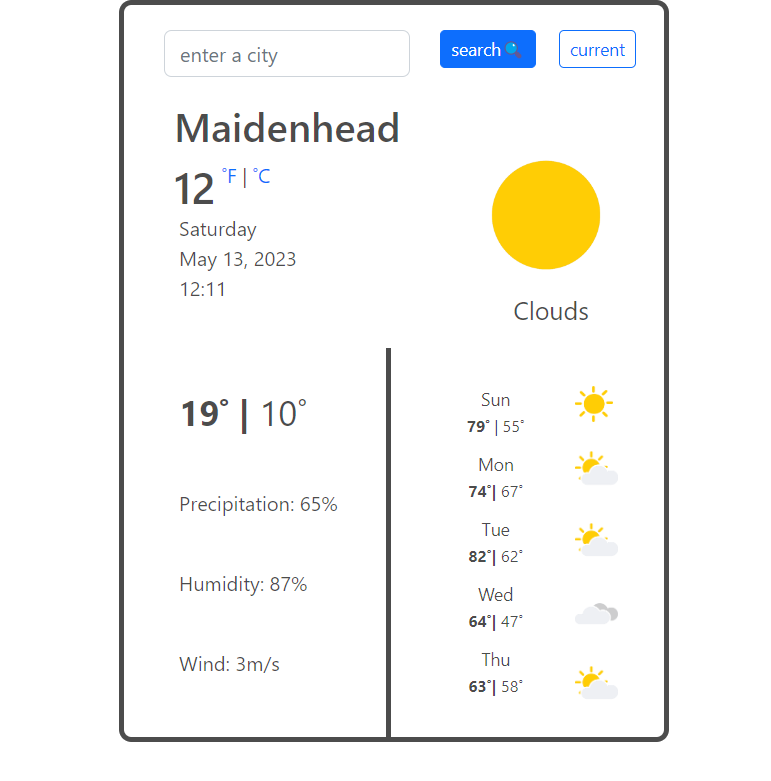 enter a city
search🔍
current
Maidenhead
12 °F | °C
Saturday
May 13, 2023
12:11
Clouds
19° | 10°
Precipitation: 65%
Humidity: 87%
Wind: 3m/s
Sun
79° | 55°
Mon
74°| 67°
Tue
82°| 62°
Wed
64°| 47°
Thu
63°| 58°